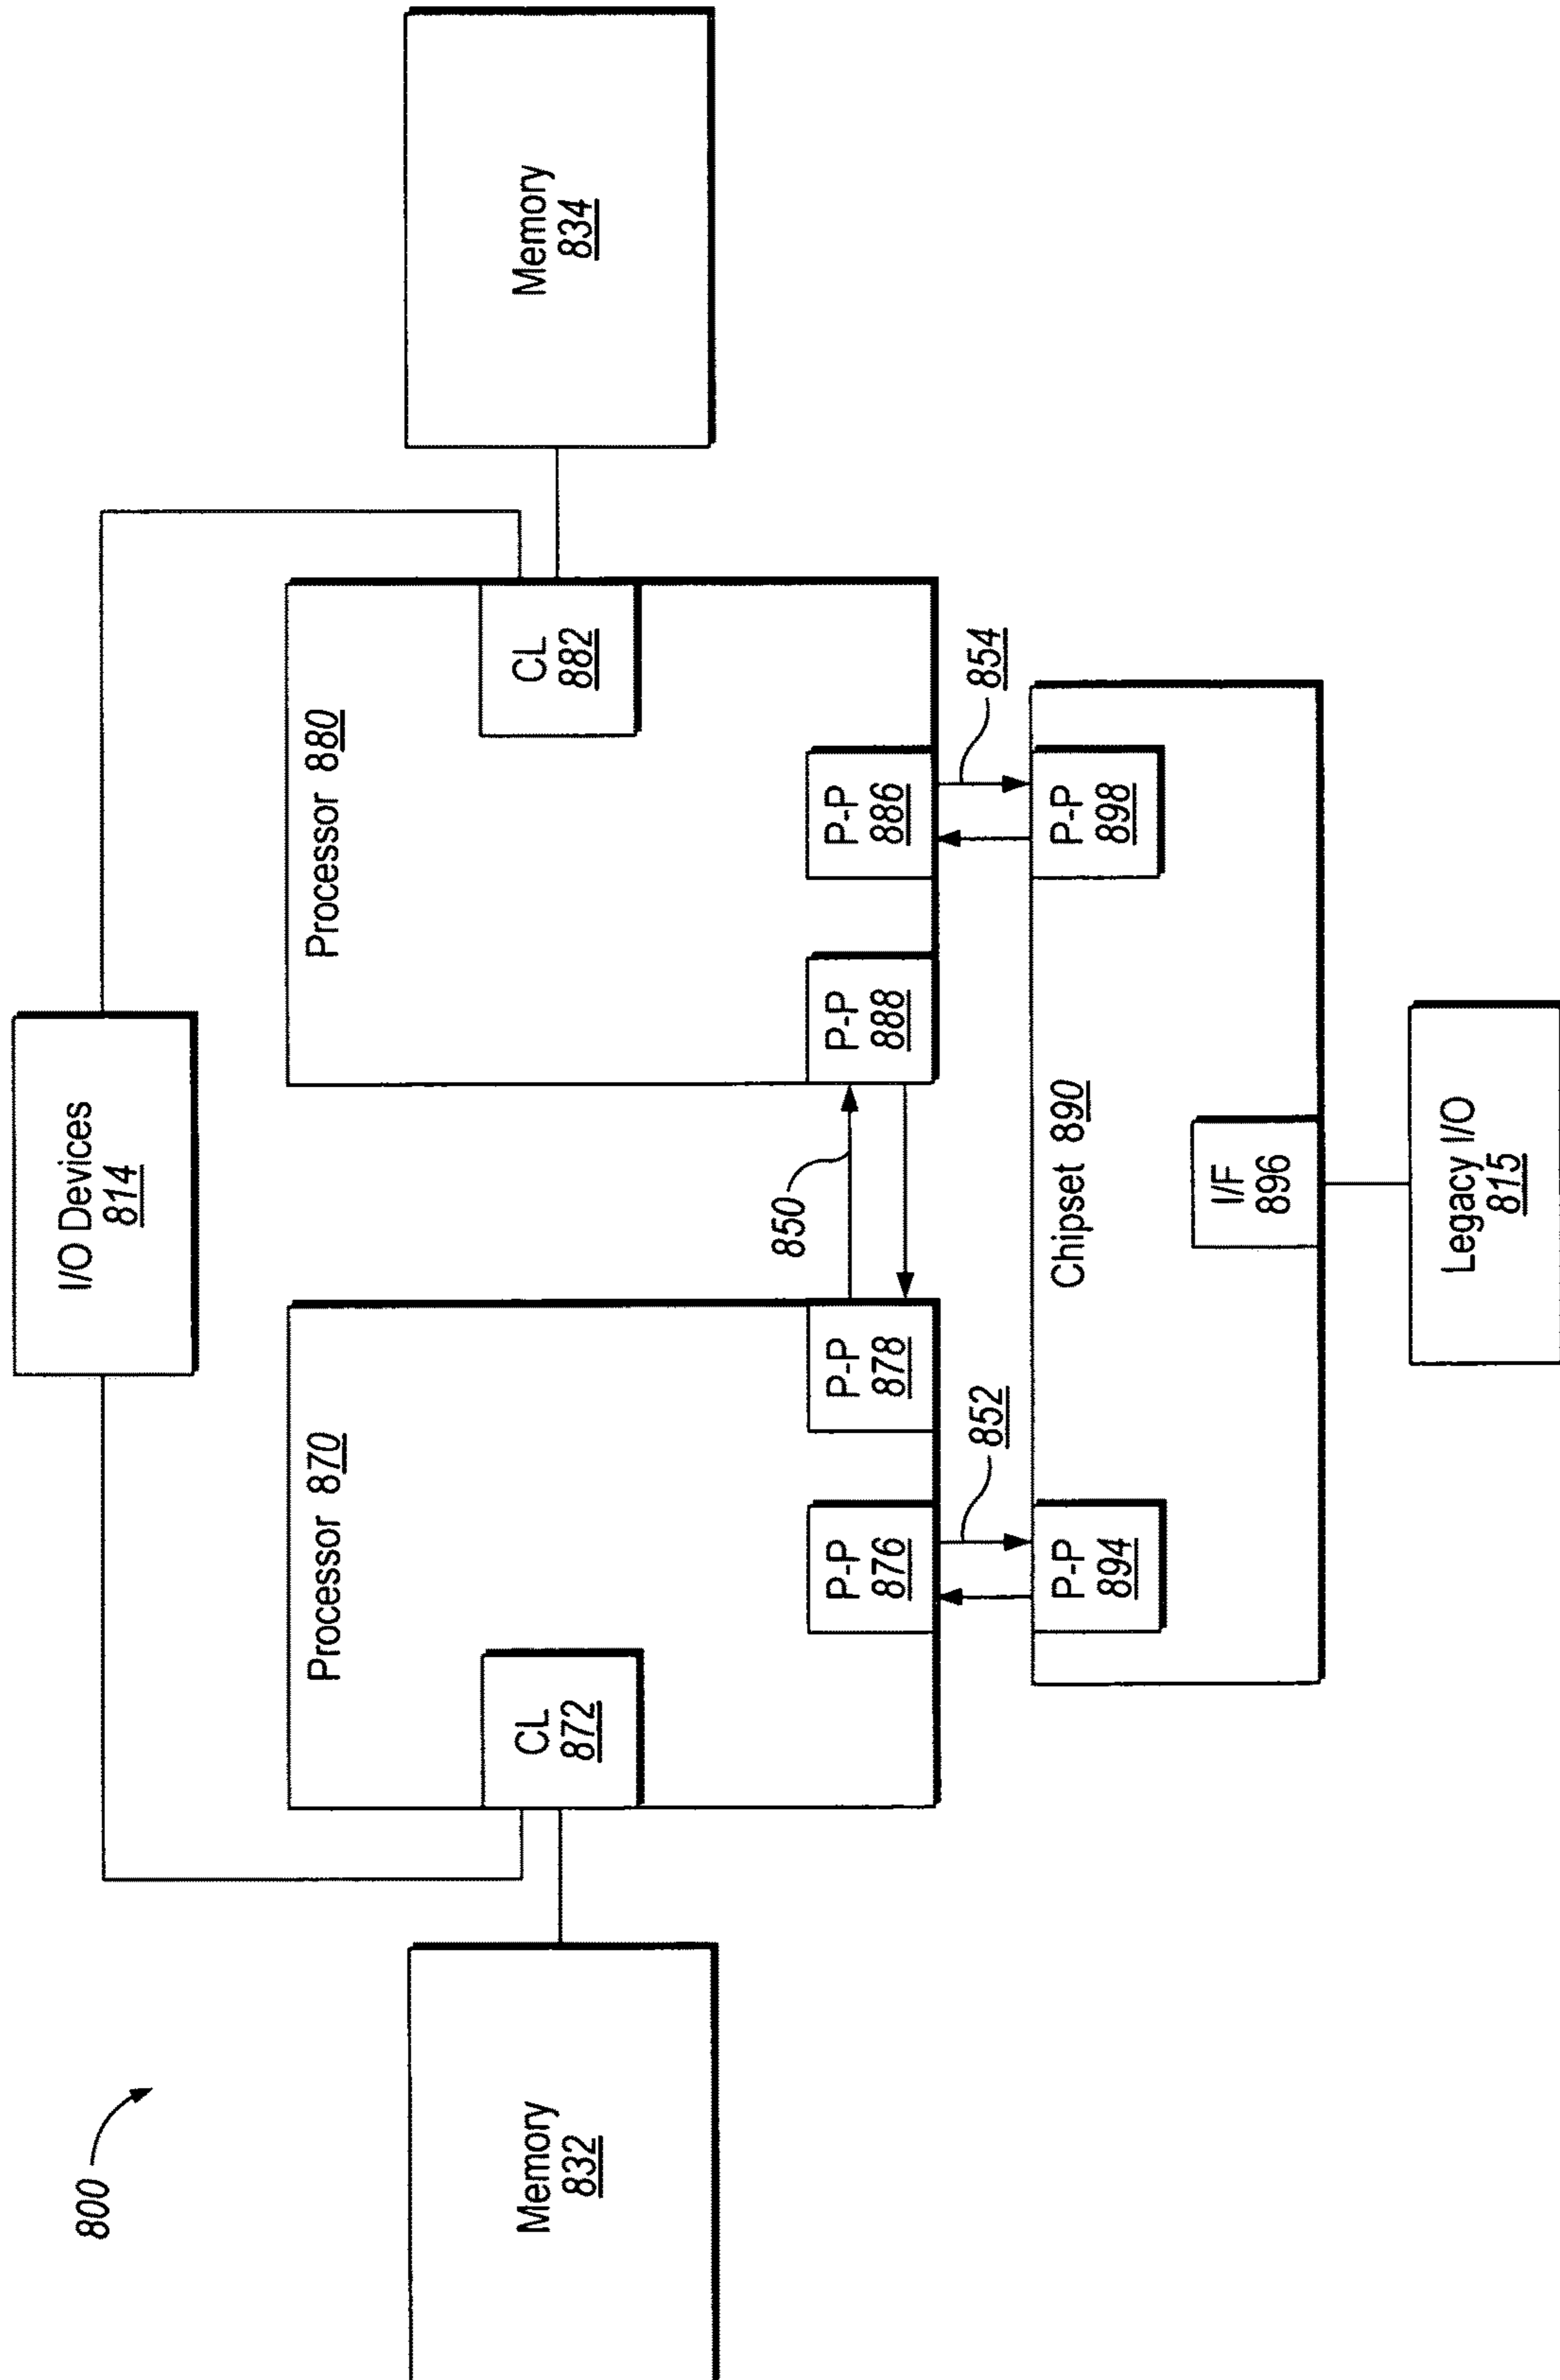 800
I/O Devices
814
Memory
832
Processor 870
CL
872
P-P
876
P-P
878
850
Processor 880
CL
882
P-P
888
P-P
886
Memory
834
852
854
Chipset 890
P-P
894
P-P
898
I/F
896
Legacy I/O
815